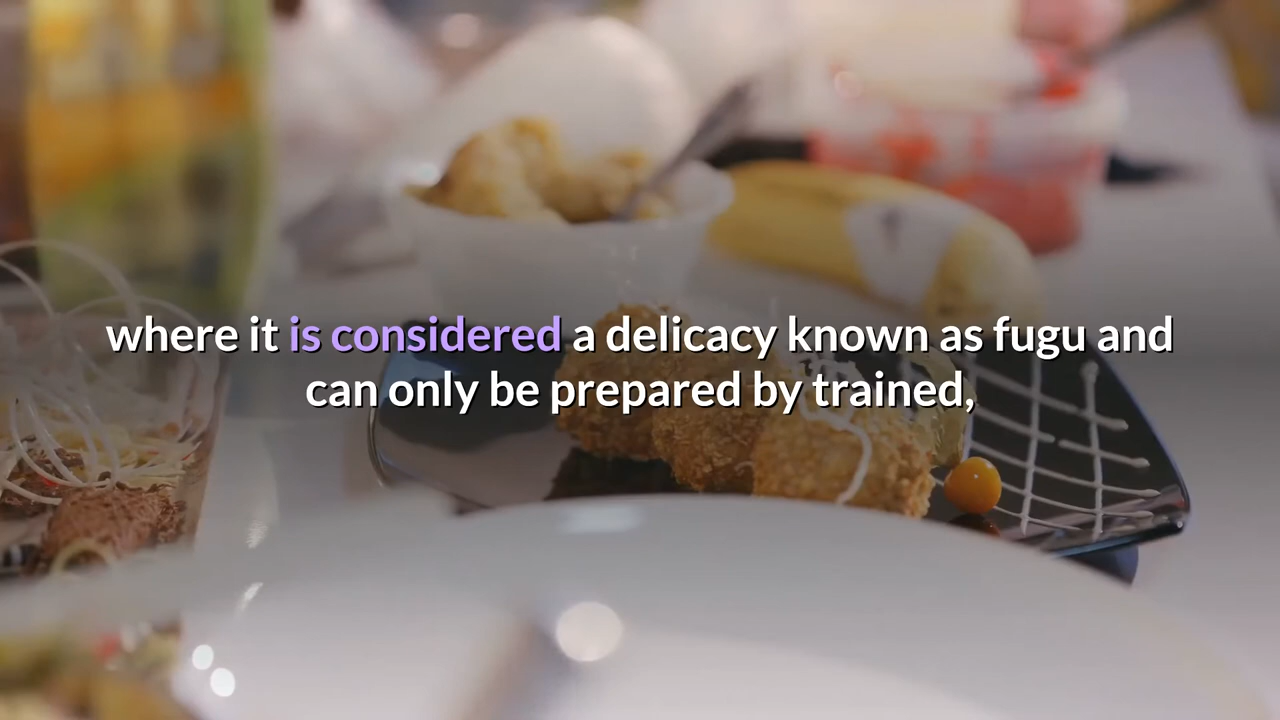 where it is considered a delicacy known as fugu and
can only be prepared by trained,